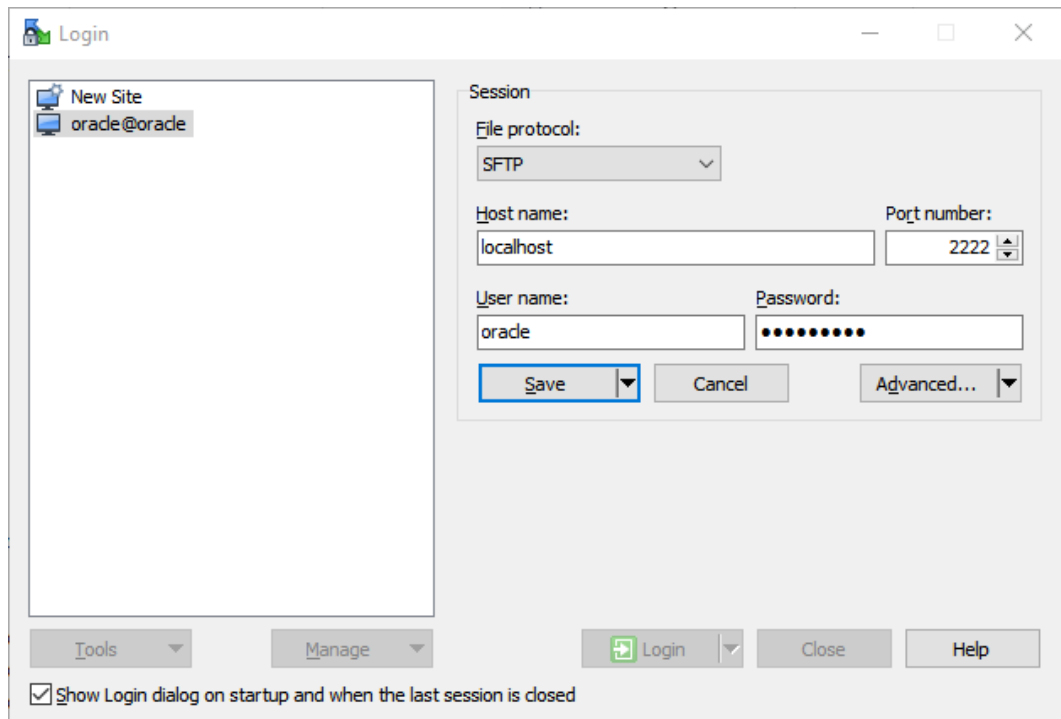 Login
New Site
oracle@oracle
Session
File protocol:
SFTP
Host name:
Port number:
localhost
2222
User name:
Password:
oracle
●●●●●●●●●
Save
Cancel
Advanced...
Tools
Manage
Login
Close
Help
Show Login dialog on startup and when the last session is closed